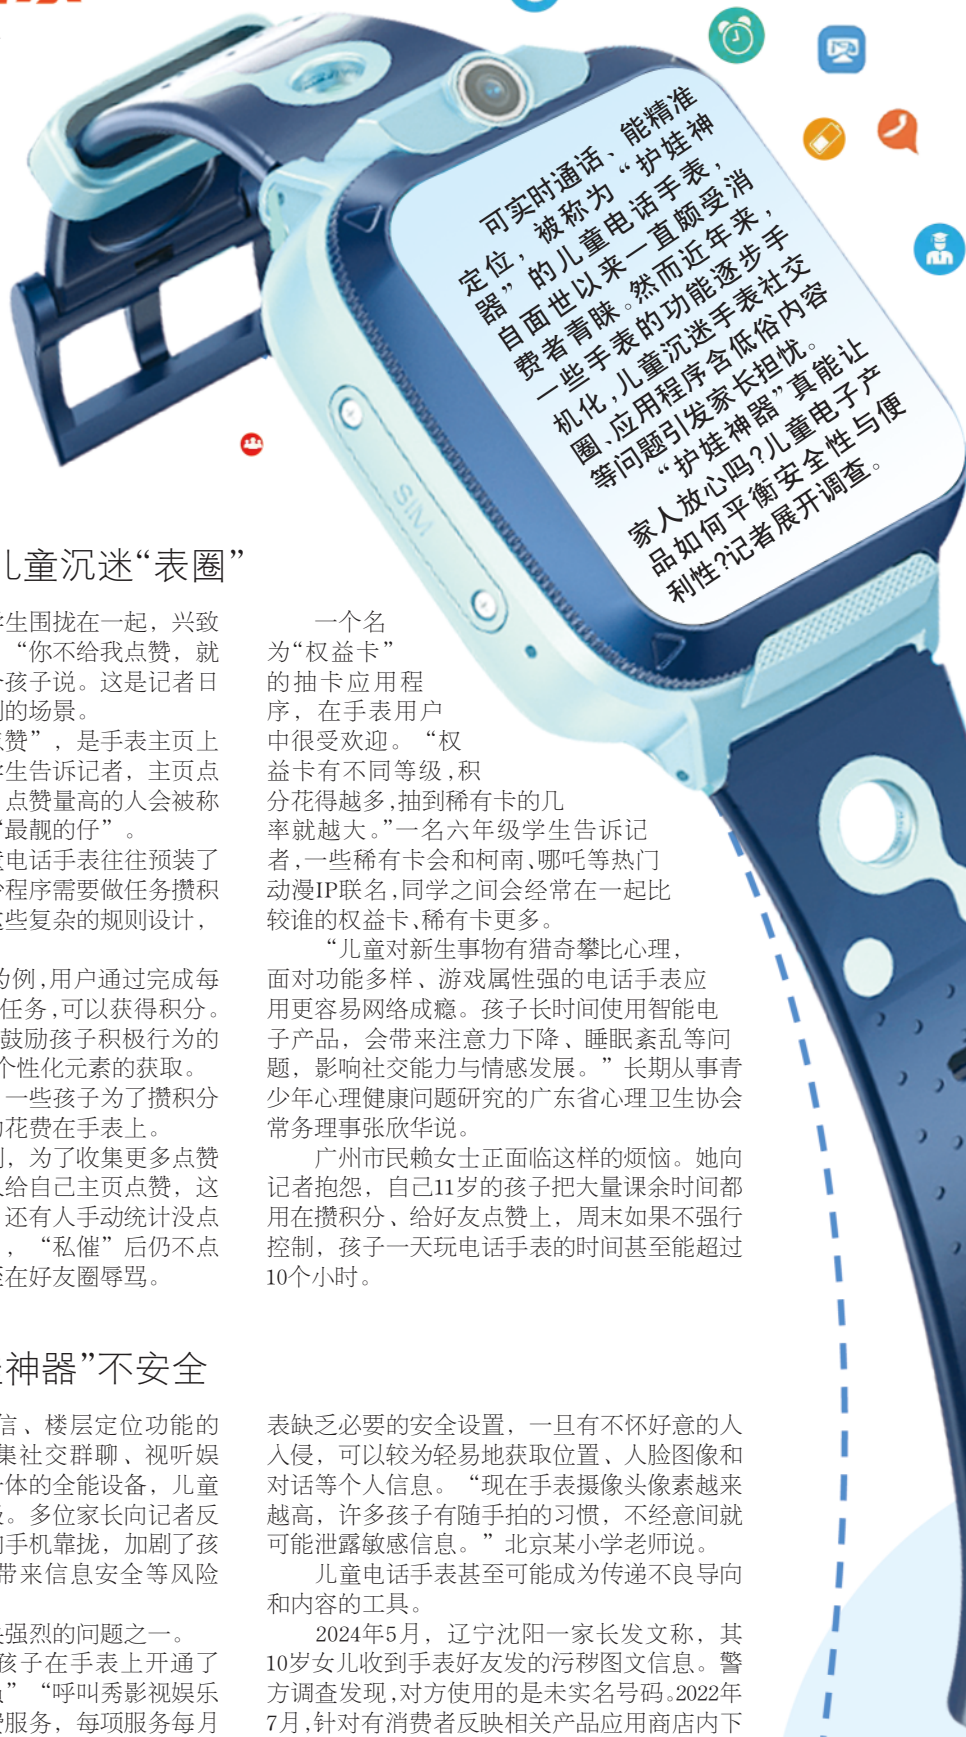 可实时通话、能精准
定位，被称为“护娃神
器”的儿童电话手表，
自面世以来一直颇受消
费者青睐。然而近年来，
一些手表的功能逐步手
机化，儿童沉迷手表社交
圈、应用程序含低俗内容
等问题引发家长担忧。
“护娃神器”真能让
家人放心吗？儿童电子产
品如何平衡安全性与便
利性？记者展开调查。
SIM
儿童沉迷“表圈”
学生围拢在一起，兴致
“你不给我点赞，就
个孩子说。这是记者日
到的场景。
点赞”，是手表主页上
学生告诉记者，主页点
点赞量高的人会被称
“最靓的仔”。
童电话手表往往预装了
少程序需要做任务攒积
这些复杂的规则设计，
为例，用户通过完成每
任务，可以获得积分。
鼓励孩子积极行为的
个性化元素的获取。
一些孩子为了攒积分
力花费在手表上。
到，为了收集更多点赞
人给自己主页点赞，这
还有人手动统计没点
，“私催”后仍不点
至在好友圈辱骂。
一个名
为“权益卡”
的抽卡应用程
序，在手表用户
中很受欢迎。“权
益卡有不同等级，积
分花得越多，抽到稀有卡的几
率就越大。”一名六年级学生告诉记
者，一些稀有卡会和柯南、哪吒等热门
动漫IP联名，同学之间会经常在一起比
较谁的权益卡、稀有卡更多。
“儿童对新生事物有猎奇攀比心理，
面对功能多样、游戏属性强的电话手表应
用更容易网络成瘾。孩子长时间使用智能电
子产品，会带来注意力下降、睡眠紊乱等问
题，影响社交能力与情感发展。”长期从事青
少年心理健康问题研究的广东省心理卫生协会
常务理事张欣华说。
广州市民赖女士正面临这样的烦恼。她向
记者抱怨，自己11岁的孩子把大量课余时间都
用在攒积分、给好友点赞上，周末如果不强行
控制，孩子一天玩电话手表的时间甚至能超过
10个小时。
神器”不安全
信、楼层定位功能的
集社交群聊、视听娱
一体的全能设备，儿童
及。多位家长向记者反
向手机靠拢，加剧了孩
带来信息安全等风险
央强烈的问题之一。
孩子在手表上开通了
员”“呼叫秀影视娱乐
费服务，每项服务每月
表缺乏必要的安全设置，一旦有不怀好意的人
入侵，可以较为轻易地获取位置、人脸图像和
对话等个人信息。“现在手表摄像头像素越来
越高，许多孩子有随手拍的习惯，不经意间就
可能泄露敏感信息。”北京某小学老师说。
儿童电话手表甚至可能成为传递不良导向
和内容的工具。
2024年5月，辽宁沈阳一家长发文称，其
10岁女儿收到手表好友发的污秽图文信息。警
方调查发现，对方使用的是未实名号码。2022年
7月，针对有消费者反映相关产品应用商店内下